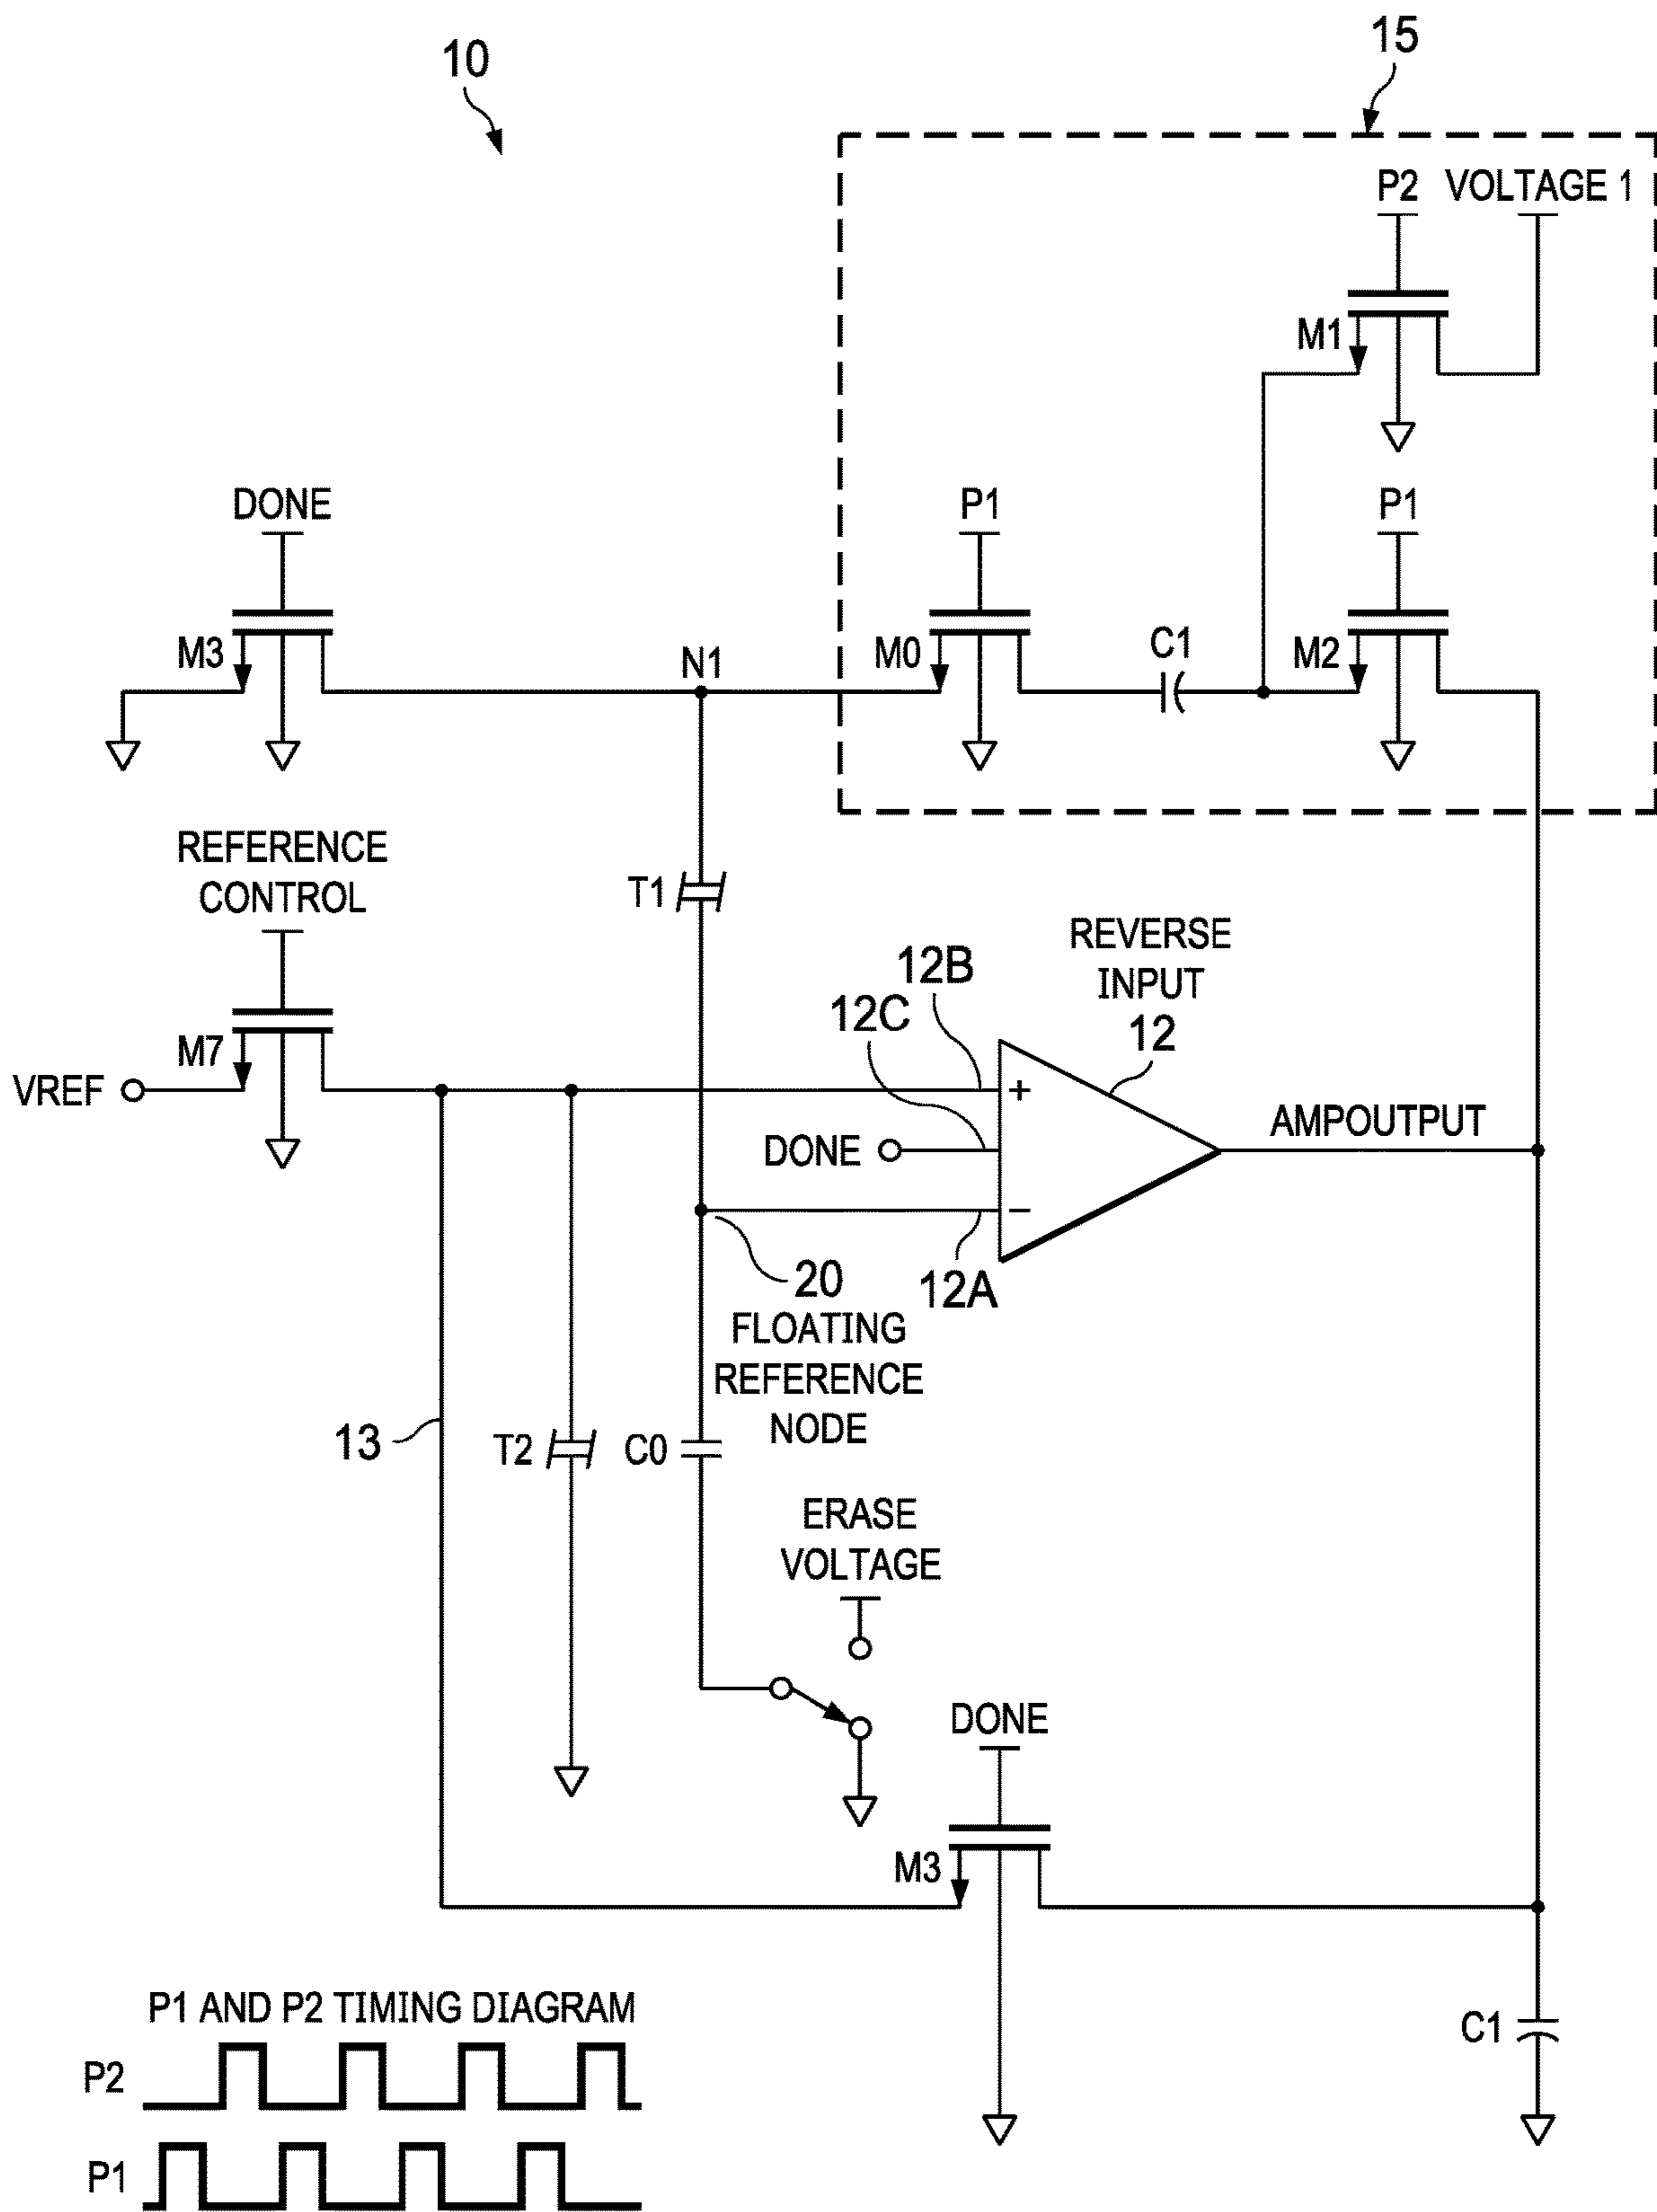 10
15
P2
VOLTAGE 1
M1
DONE
P1
P1
M3
N1
M0
C1
M2
REFERENCE
CONTROL
T1
REVERSE
INPUT
12B
12C
12
M7
VREF
+
DONE
AMPOUTPUT
−
20
12A
FLOATING
REFERENCE
NODE
13
T2
C0
ERASE
VOLTAGE
DONE
M3
P1 AND P2 TIMING DIAGRAM
C1
P2
P1